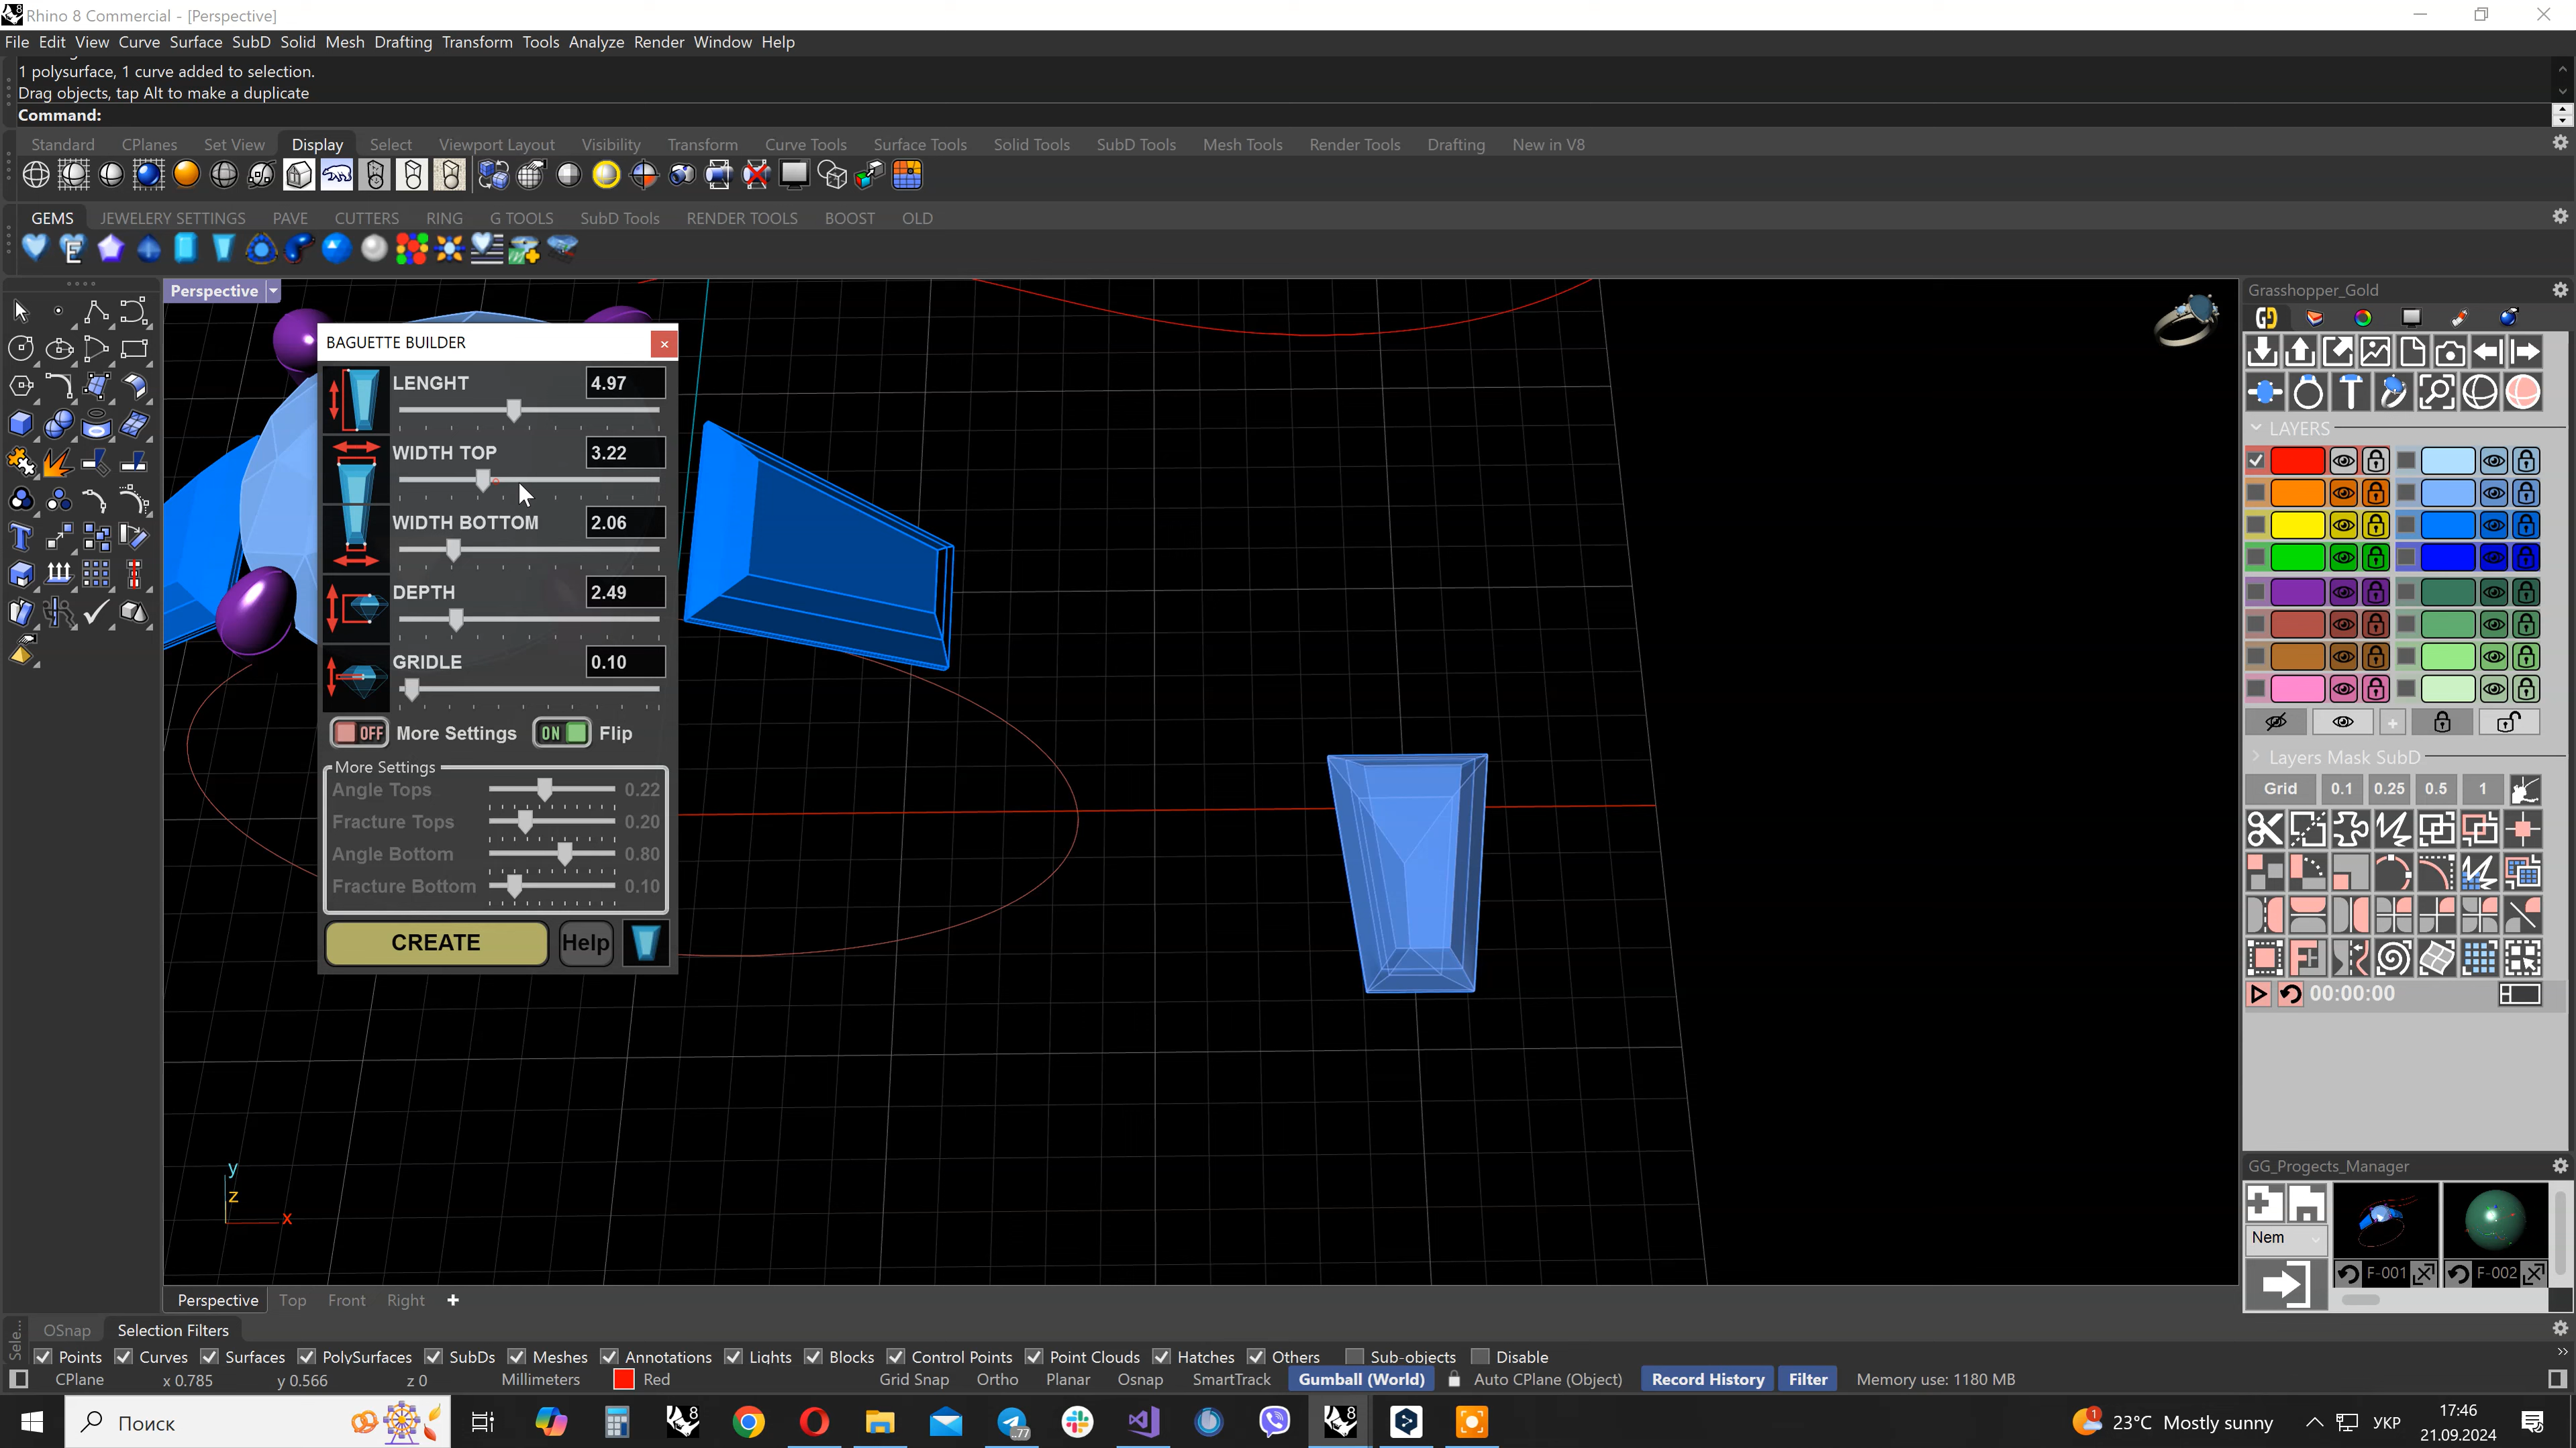 Rhino 8 Commercial - [Perspective]
File Edit View Curve Surface SubD Solid Mesh Drafting Transform Tools Analyze Render Window Help
1 polysurface, 1 curve added to selection.
Drag objects, tap Alt to make a duplicate
Command:
Standard CPlanes Set View Display Select Viewport Layout Visibility Transform Curve Tools Surface Tools Solid Tools SubD Tools Mesh Tools Render Tools Drafting New in V8
GEMS JEWELERY SETTINGS PAVE CUTTERS RING G TOOLS SubD Tools RENDER TOOLS BOOST OLD
Perspective
BAGUETTE BUILDER
LENGHT 4.97
WIDTH TOP 3.22
WIDTH BOTTOM 2.06
DEPTH 2.49
GRIDLE 0.10
OFF More Settings ON Flip
More Settings
Angle Tops 0.22
Fracture Tops 0.20
Angle Bottom 0.80
Fracture Bottom 0.10
CREATE Help
y
z
x
Grasshopper_Gold
LAYERS
Layers Mask SubD
Grid 0.1 0.25 0.5 1
00:00:00
GG_Progects_Manager
Nem
F-001 F-002
Perspective Top Front Right
Sele...
OSnap Selection Filters
Points Curves Surfaces PolySurfaces SubDs Meshes Annotations Lights Blocks Control Points Point Clouds Hatches Others Sub-objects Disable
CPlane x 0.785 y 0.566 z 0 Millimeters Red Grid Snap Ortho Planar Osnap SmartTrack Gumball (World) Auto CPlane (Object) Record History Filter Memory use: 1180 MB
Поиск
8
..77
8
1
23°C Mostly sunny
УКР
17:46
21.09.2024